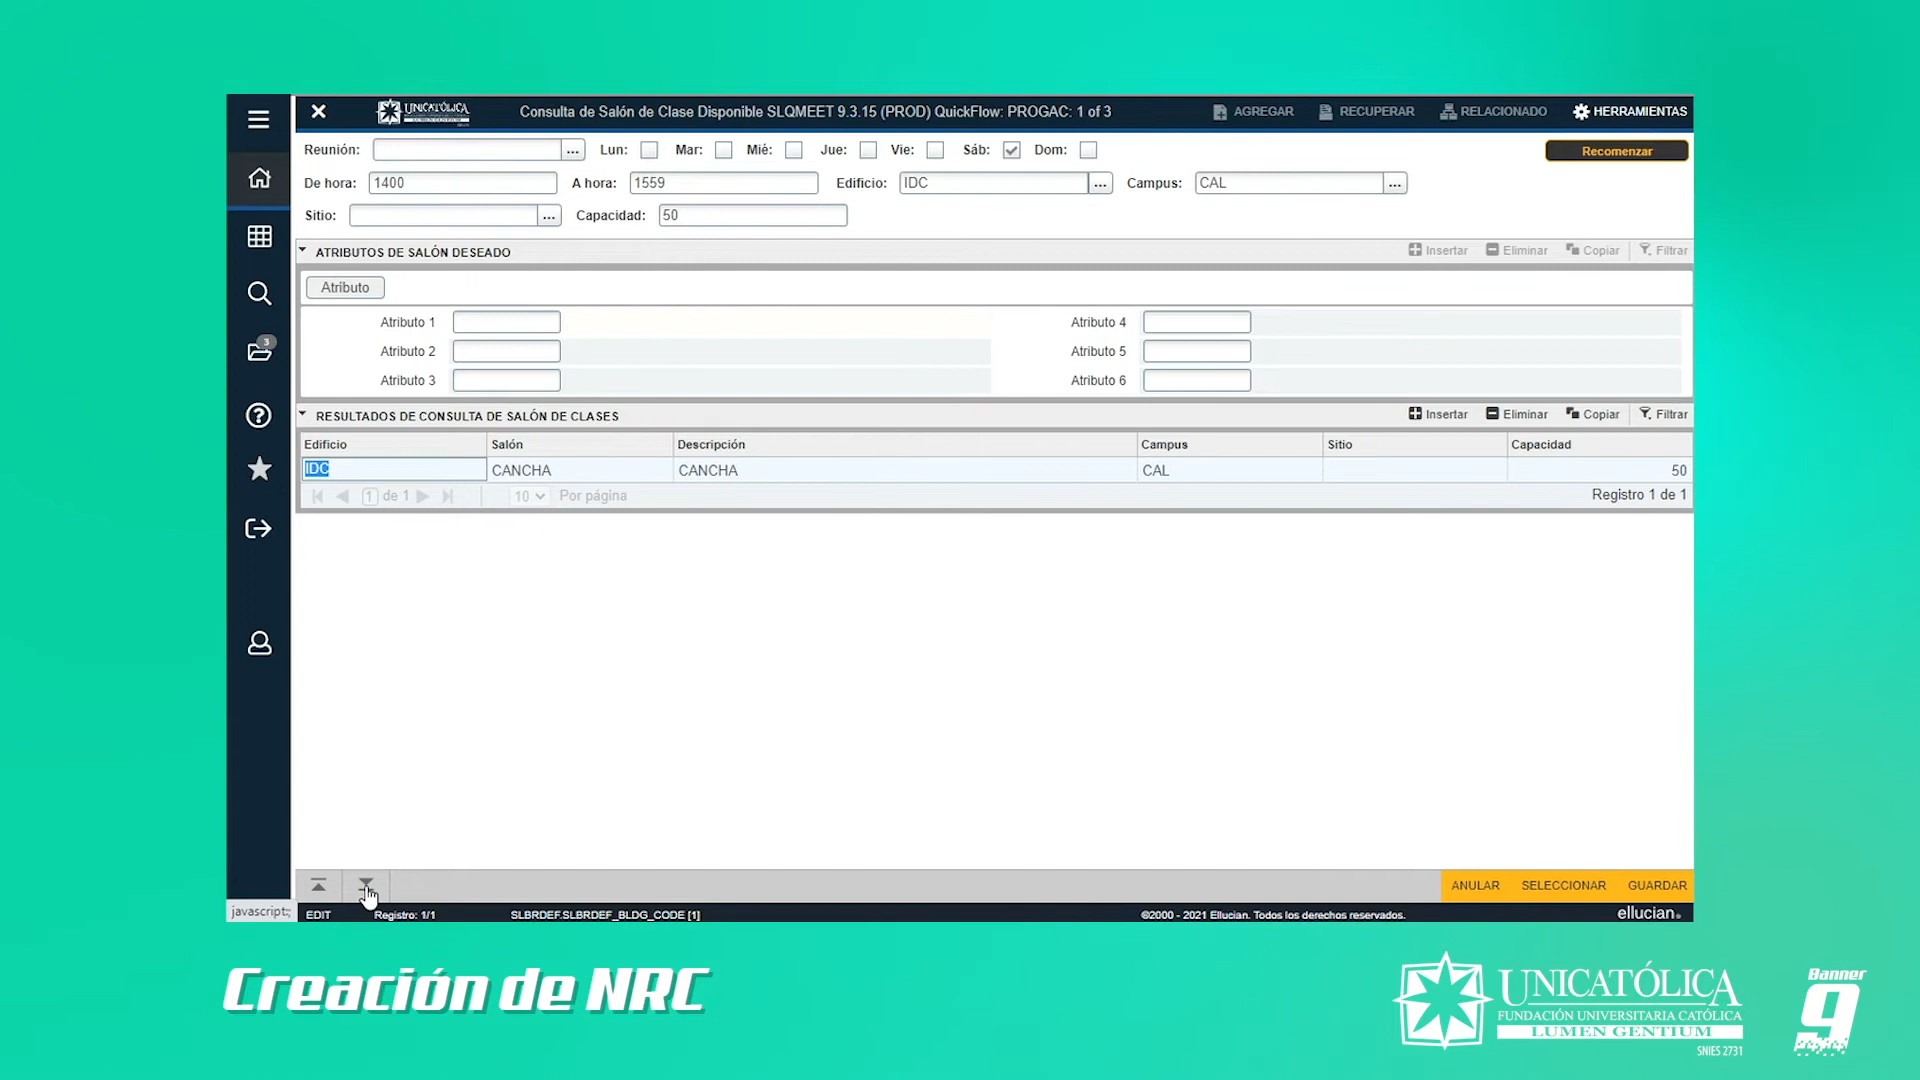 UNICATÓLICA
Consulta de Salón de Clase Disponible SLQMEET 9.3.15 (PROD) QuickFlow: PROGAC: 1 of 3
AGREGAR RECUPERAR RELACIONADO HERRAMIENTAS
Reunión: ... Lun: Mar: Mié: Jue: Vie: Sáb: Dom: Recomenzar
De hora: 1400 A hora: 1559 Edificio: IDC ... Campus: CAL ...
Sitio: ... Capacidad: 50
ATRIBUTOS DE SALÓN DESEADO Insertar Eliminar Copiar Filtrar
Atributo
Atributo 1 Atributo 4
Atributo 2 Atributo 5
Atributo 3 Atributo 6
3
RESULTADOS DE CONSULTA DE SALÓN DE CLASES Insertar Eliminar Copiar Filtrar
Edificio Salón Descripción Campus Sitio Capacidad
IDC CANCHA CANCHA CAL 50
1 de 1 10 Por página Registro 1 de 1
ANULAR SELECCIONAR GUARDAR
javascript:; EDIT Registro: 1/1 SLBRDEF.SLBRDEF_BLDG_CODE [1] ©2000 - 2021 Ellucian. Todos los derechos reservados. ellucian
Creación de NRC
UNICATÓLICA
FUNDACIÓN UNIVERSITARIA CATÓLICA
LUMEN GENTIUM
SNIES 2731
Banner
9